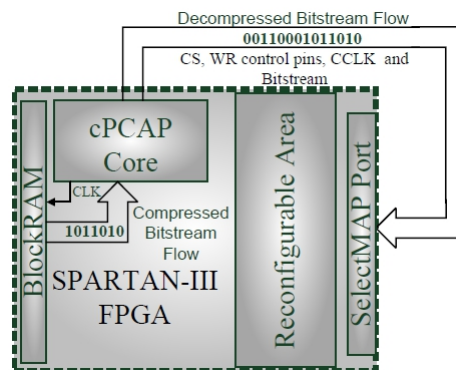 Decompressed Bitstream Flow
00110001011010
CS, WR control pins, CCLK and
Bitstream
cPCAP
Core
BlockRAM
CLK
1011010
Compressed
Bitstream
Flow
SPARTAN-III
FPGA
Reconfigurable Area
SelectMAP Port